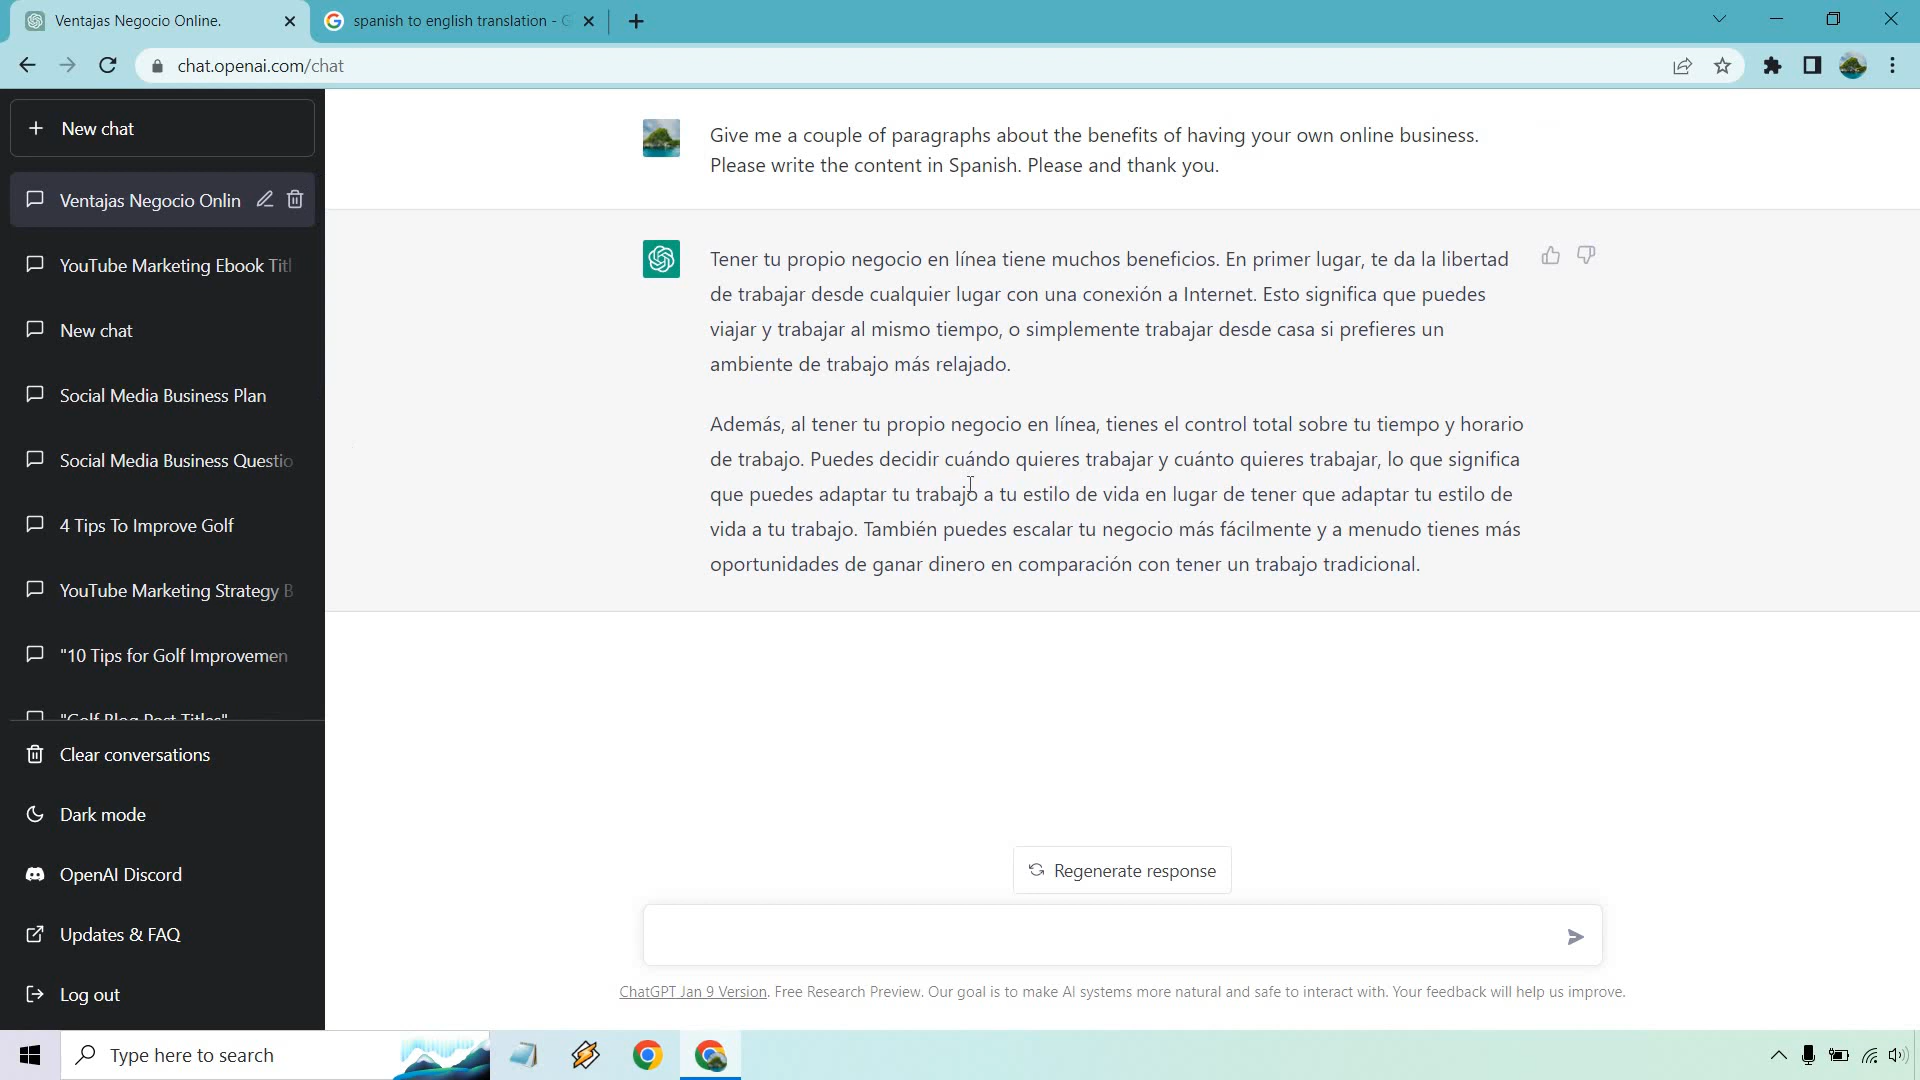 Ventajas Negocio Online.
spanish to english translation - G
chat.openai.com/chat
New chat
Ventajas Negocio Onlin
YouTube Marketing Ebook Titl
New chat
Social Media Business Plan
Social Media Business Questio
4 Tips To Improve Golf
YouTube Marketing Strategy B
"10 Tips for Golf Improvemen
"Golf Blog Post Titles"
Clear conversations
Dark mode
OpenAI Discord
Updates & FAQ
Log out
Give me a couple of paragraphs about the benefits of having your own online business.
Please write the content in Spanish. Please and thank you.
Tener tu propio negocio en línea tiene muchos beneficios. En primer lugar, te da la libertad
de trabajar desde cualquier lugar con una conexión a Internet. Esto significa que puedes
viajar y trabajar al mismo tiempo, o simplemente trabajar desde casa si prefieres un
ambiente de trabajo más relajado.
Además, al tener tu propio negocio en línea, tienes el control total sobre tu tiempo y horario
de trabajo. Puedes decidir cuándo quieres trabajar y cuánto quieres trabajar, lo que significa
que puedes adaptar tu trabajo a tu estilo de vida en lugar de tener que adaptar tu estilo de
vida a tu trabajo. También puedes escalar tu negocio más fácilmente y a menudo tienes más
oportunidades de ganar dinero en comparación con tener un trabajo tradicional.
Regenerate response
ChatGPT Jan 9 Version. Free Research Preview. Our goal is to make AI systems more natural and safe to interact with. Your feedback will help us improve.
Type here to search